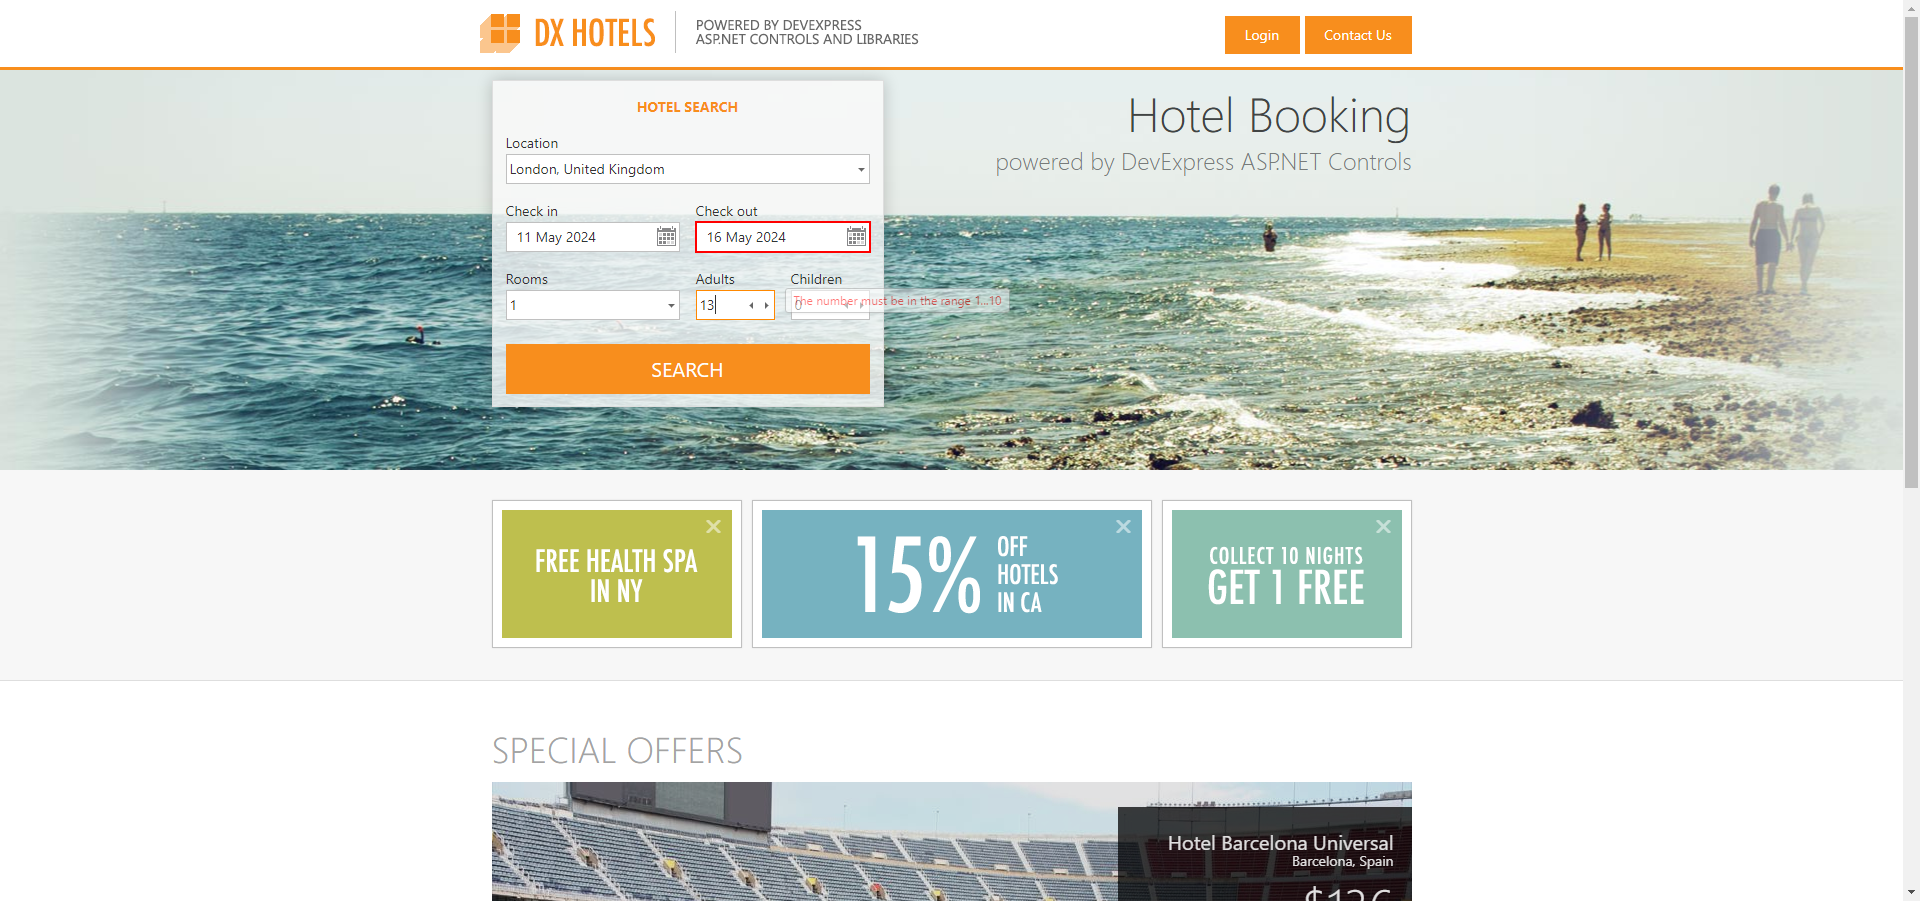 DX HOTELS
POWERED BY DEVEXPRESS
ASP.NET CONTROLS AND LIBRARIES
Login
Contact Us
HOTEL SEARCH
Location
London, United Kingdom
Check in
Check out
11 May 2024
16 May 2024
Rooms
Adults
Children
1
13
0
The number must be in the range 1...10
SEARCH
Hotel Booking
powered by DevExpress ASP.NET Controls
FREE HEALTH SPA
IN NY
15%
OFF
HOTELS
IN CA
COLLECT 10 NIGHTS
GET 1 FREE
SPECIAL OFFERS
Hotel Barcelona Universal
Barcelona, Spain
$136